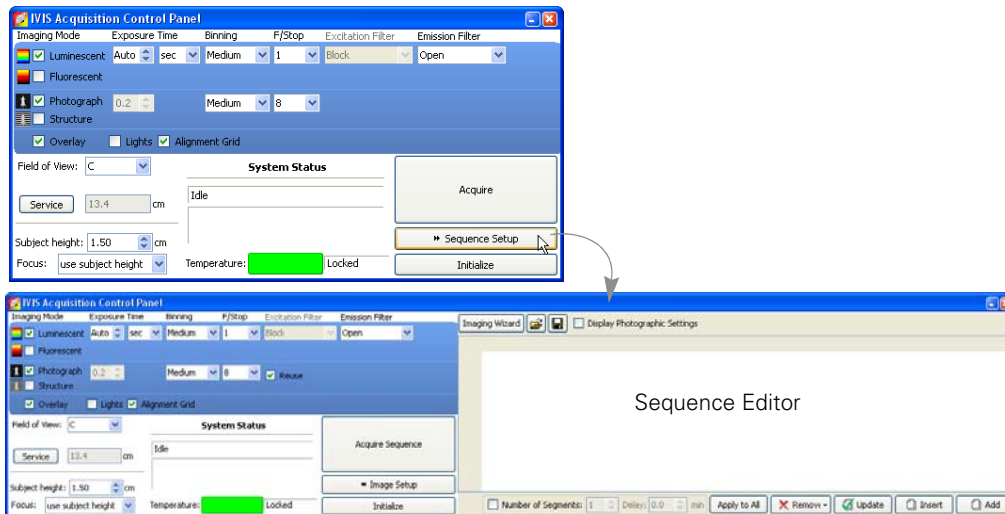 IVIS Acquisition Control Panel
Imaging Mode Exposure Time Binning F/Stop Excitation Filter Emission Filter
Luminescent Auto sec Medium 1 Block Open
Fluorescent
Photograph 0.2 Medium 8
Structure
Overlay Lights Alignment Grid
Field of View: C
System Status
Service 13.4 cm
Idle
Acquire
Subject height: 1.50 cm
Sequence Setup
Focus: use subject height Temperature: Locked Initialize
IVIS Acquisition Control Panel
Imaging Mode Exposure Time Binning F/Stop Excitation Filter Emission Filter
Luminescent Auto sec Medium 1 Block Open
Fluorescent
Photograph 0.2 Medium 8 Reuse
Structure
Overlay Lights Alignment Grid
Field of View: C
System Status
Service 13.4 cm
Idle
Acquire Sequence
Subject height: 1.50 cm
Image Setup
Focus: use subject height Temperature: Locked Initialize
Imaging Wizard Display Photographic Settings
Sequence Editor
Number of Segments: 1 Delay: 0.0 min Apply to All Remove Update Insert Add